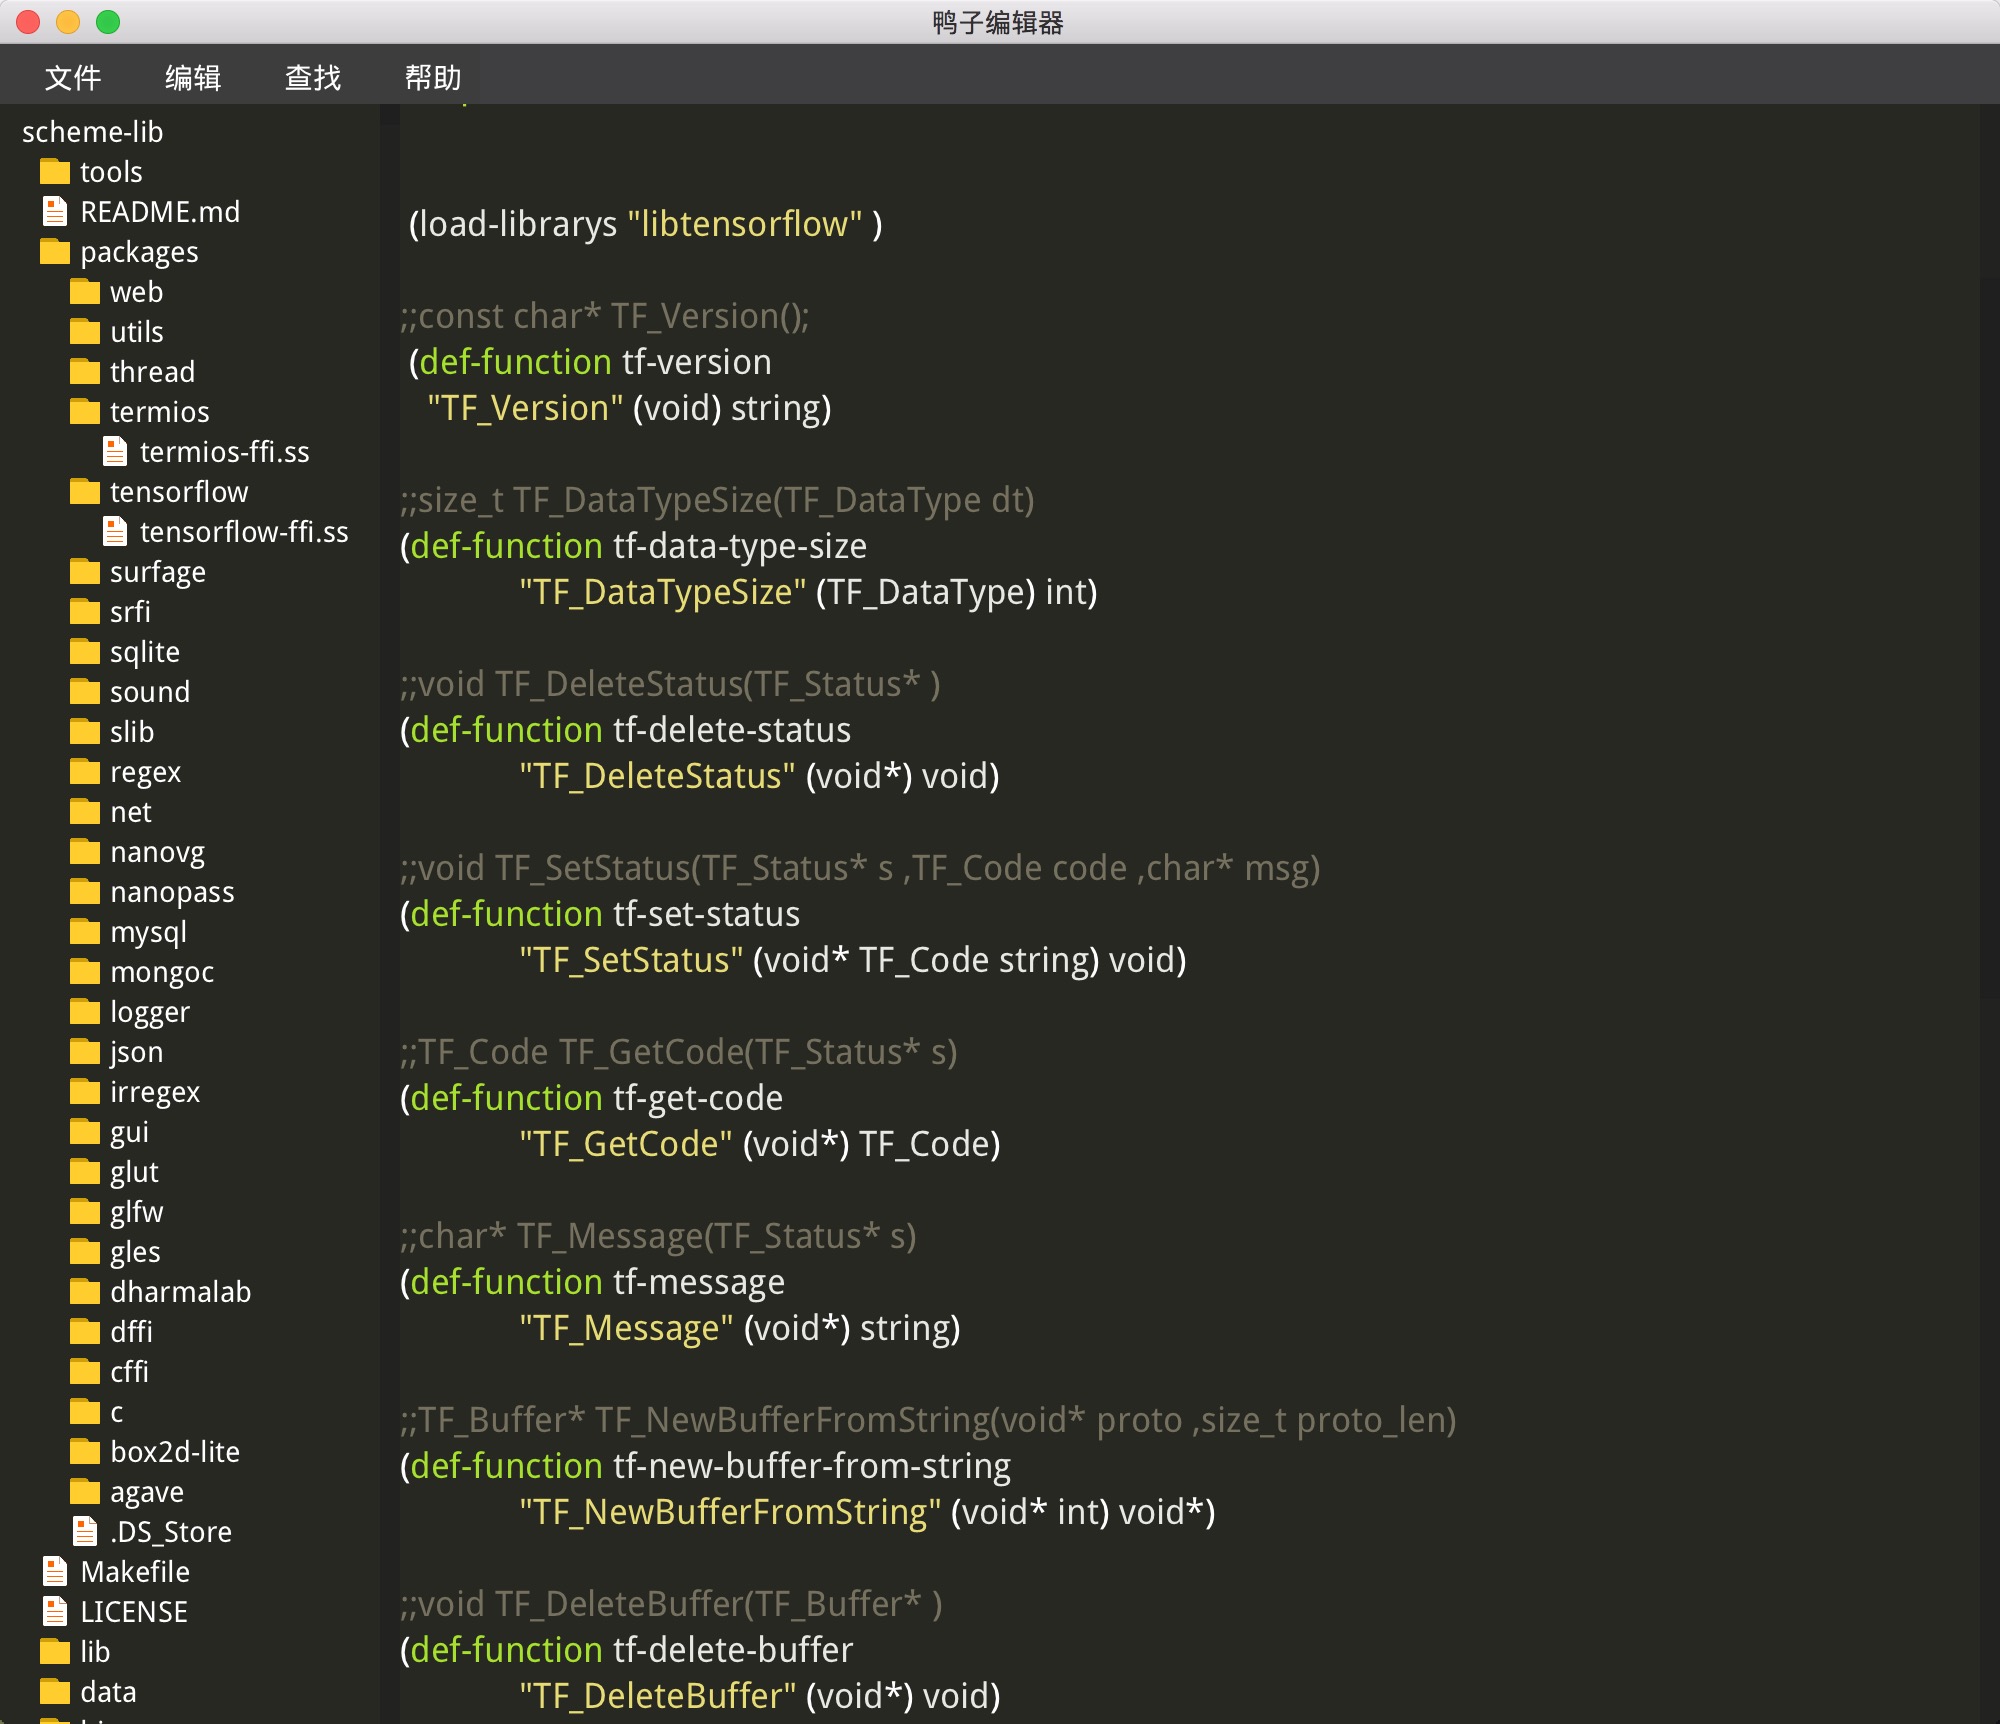 鸭子编辑器
文件 编辑 查找 帮助
scheme-lib
tools
README.md
packages
web
utils
thread
termios
termios-ffi.ss
tensorflow
tensorflow-ffi.ss
surfage
srfi
sqlite
sound
slib
regex
net
nanovg
nanopass
mysql
mongoc
logger
json
irregex
gui
glut
glfw
gles
dharmalab
dffi
cffi
c
box2d-lite
agave
.DS_Store
Makefile
LICENSE
lib
data
(load-librarys "libtensorflow" )
;;const char* TF_Version();
(def-function tf-version
"TF_Version" (void) string)
;;size_t TF_DataTypeSize(TF_DataType dt)
(def-function tf-data-type-size
"TF_DataTypeSize" (TF_DataType) int)
;;void TF_DeleteStatus(TF_Status* )
(def-function tf-delete-status
"TF_DeleteStatus" (void*) void)
;;void TF_SetStatus(TF_Status* s ,TF_Code code ,char* msg)
(def-function tf-set-status
"TF_SetStatus" (void* TF_Code string) void)
;;TF_Code TF_GetCode(TF_Status* s)
(def-function tf-get-code
"TF_GetCode" (void*) TF_Code)
;;char* TF_Message(TF_Status* s)
(def-function tf-message
"TF_Message" (void*) string)
;;TF_Buffer* TF_NewBufferFromString(void* proto ,size_t proto_len)
(def-function tf-new-buffer-from-string
"TF_NewBufferFromString" (void* int) void*)
;;void TF_DeleteBuffer(TF_Buffer* )
(def-function tf-delete-buffer
"TF_DeleteBuffer" (void*) void)